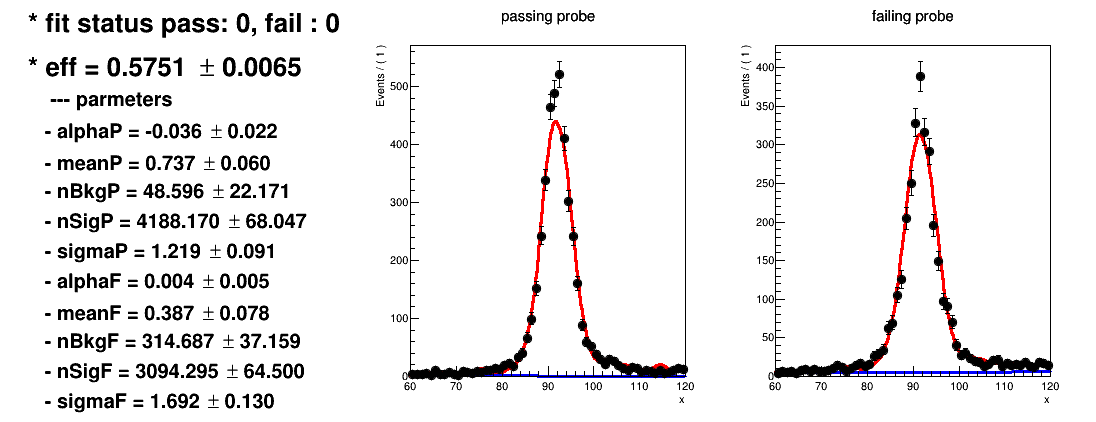 * fit status pass: 0, fail : 0
* eff = 0.5751 ± 0.0065
--- parmeters
- alphaP = -0.036 ± 0.022
- meanP = 0.737 ± 0.060
- nBkgP = 48.596 ± 22.171
- nSigP = 4188.170 ± 68.047
- sigmaP = 1.219 ± 0.091
- alphaF = 0.004 ± 0.005
- meanF = 0.387 ± 0.078
- nBkgF = 314.687 ± 37.159
- nSigF = 3094.295 ± 64.500
- sigmaF = 1.692 ± 0.130
passing probe
Events / ( 1 )
500
400
300
200
100
0
60 70 80 90 100 110 120
x
failing probe
Events / ( 1 )
400
350
300
250
200
150
100
50
0
60 70 80 90 100 110 120
x